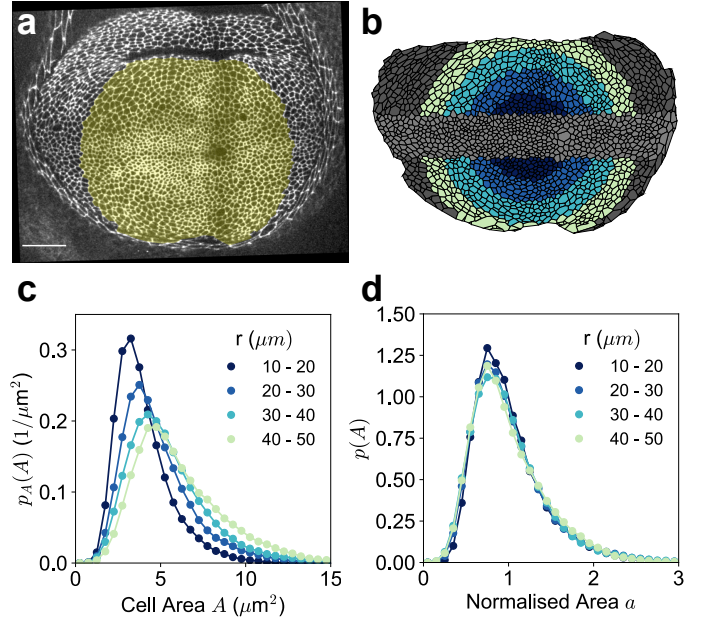 a
b
c
r (μm)
10 - 20
20 - 30
30 - 40
40 - 50
0.3
0.2
0.1
0.0
p_A(A) (1/μm²)
0
5
10
15
Cell Area A (μm²)
d
r (μm)
10 - 20
20 - 30
30 - 40
40 - 50
1.50
1.25
1.00
0.75
0.50
0.25
0.00
p(A)
0
1
2
3
Normalised Area a